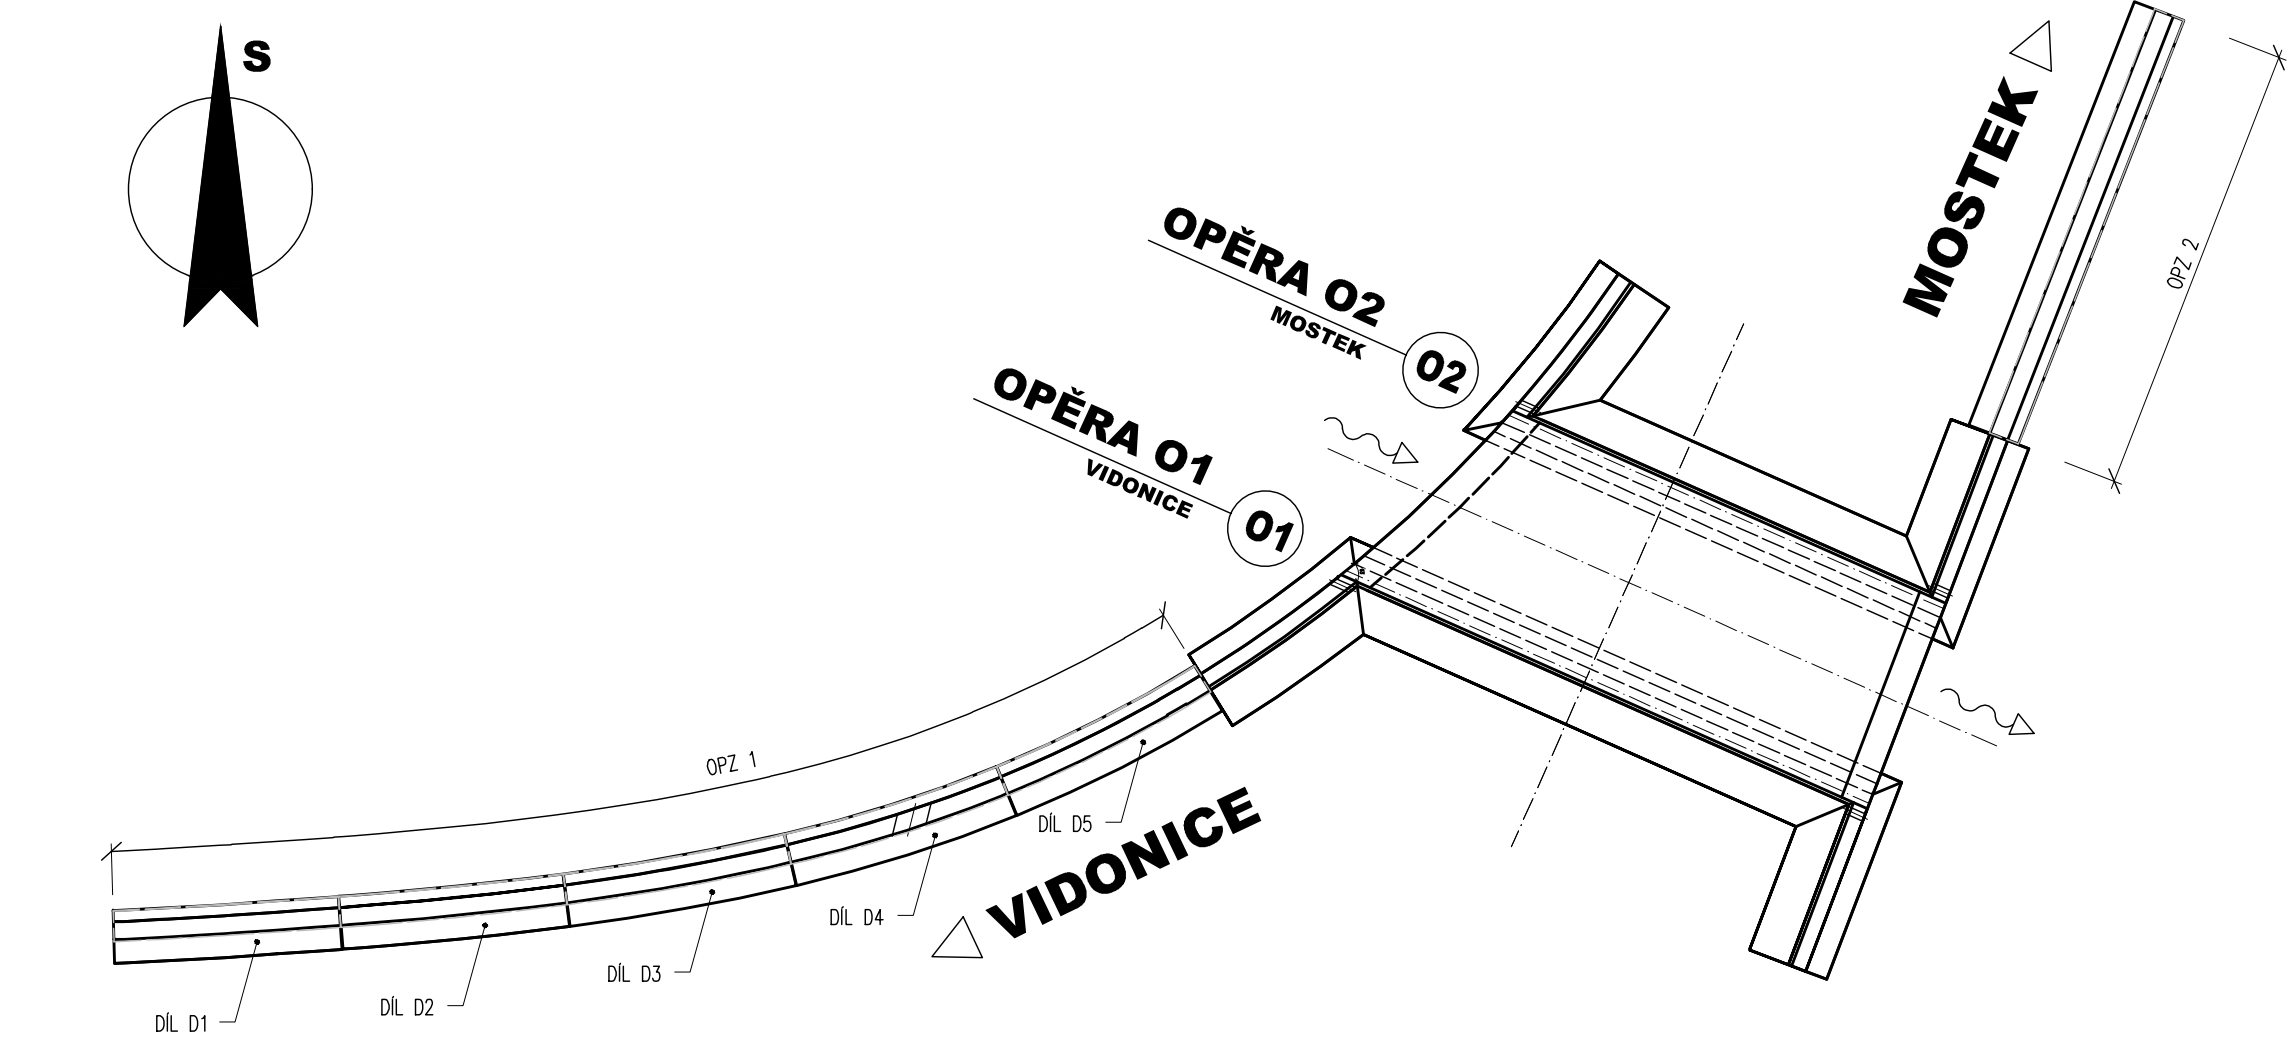 S
MOSTEK
OPĚRA O2
MOSTEK
O2
OPZ 2
OPĚRA O1
VIDONICE
O1
OPZ 1
DÍL D5
VIDONICE
DÍL D4
DÍL D3
DÍL D2
DÍL D1